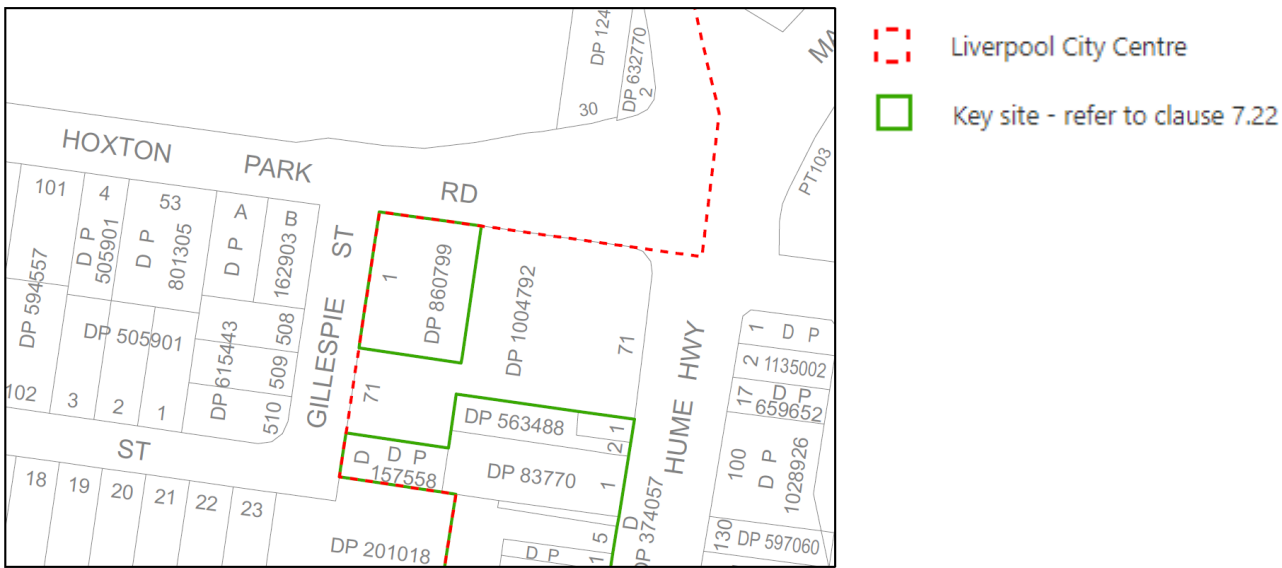 Liverpool City Centre
Key site - refer to clause 7.22
DP 124
DP 632770
2
30
MA
PT103
HOXTON PARK RD
101
4
53
A
B
D P
505901
D P
801305
D P
162903
DP 594557
DP 505901
DP 615443
508
509
510
102
3
2
1
GILLESPIE ST
1
DP 860799
DP 1004792
71
71
HUME HWY
DP 563488
1
2
D
D P
157558
DP 83770
1
D
DP 374057
5
1
D P
DP 201018
ST
18
19
20
21
22
23
1
D P
2
1135002
17
D P
659652
100
D P
1028926
130
DP 597060